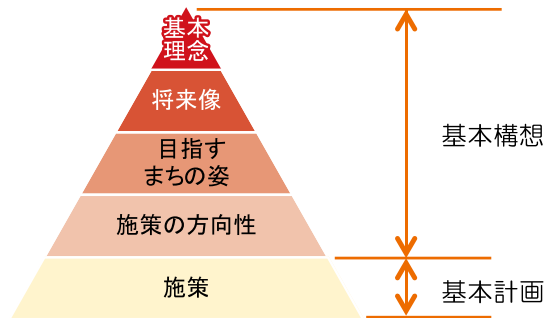 基本
理念
将来像
目指す
まちの姿
施策の方向性
施策
基本構想
基本計画